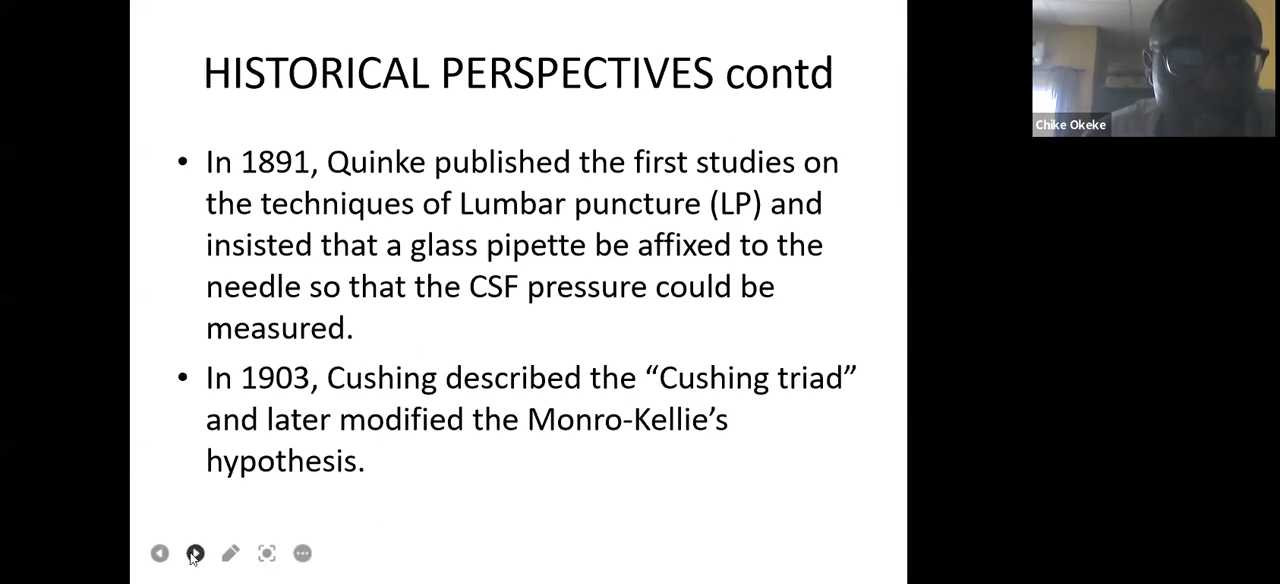 HISTORICAL PERSPECTIVES contd
• In 1891, Quinke published the first studies on
the techniques of Lumbar puncture (LP) and
insisted that a glass pipette be affixed to the
needle so that the CSF pressure could be
measured.
• In 1903, Cushing described the “Cushing triad”
and later modified the Monro-Kellie’s
hypothesis.
Chike Okeke